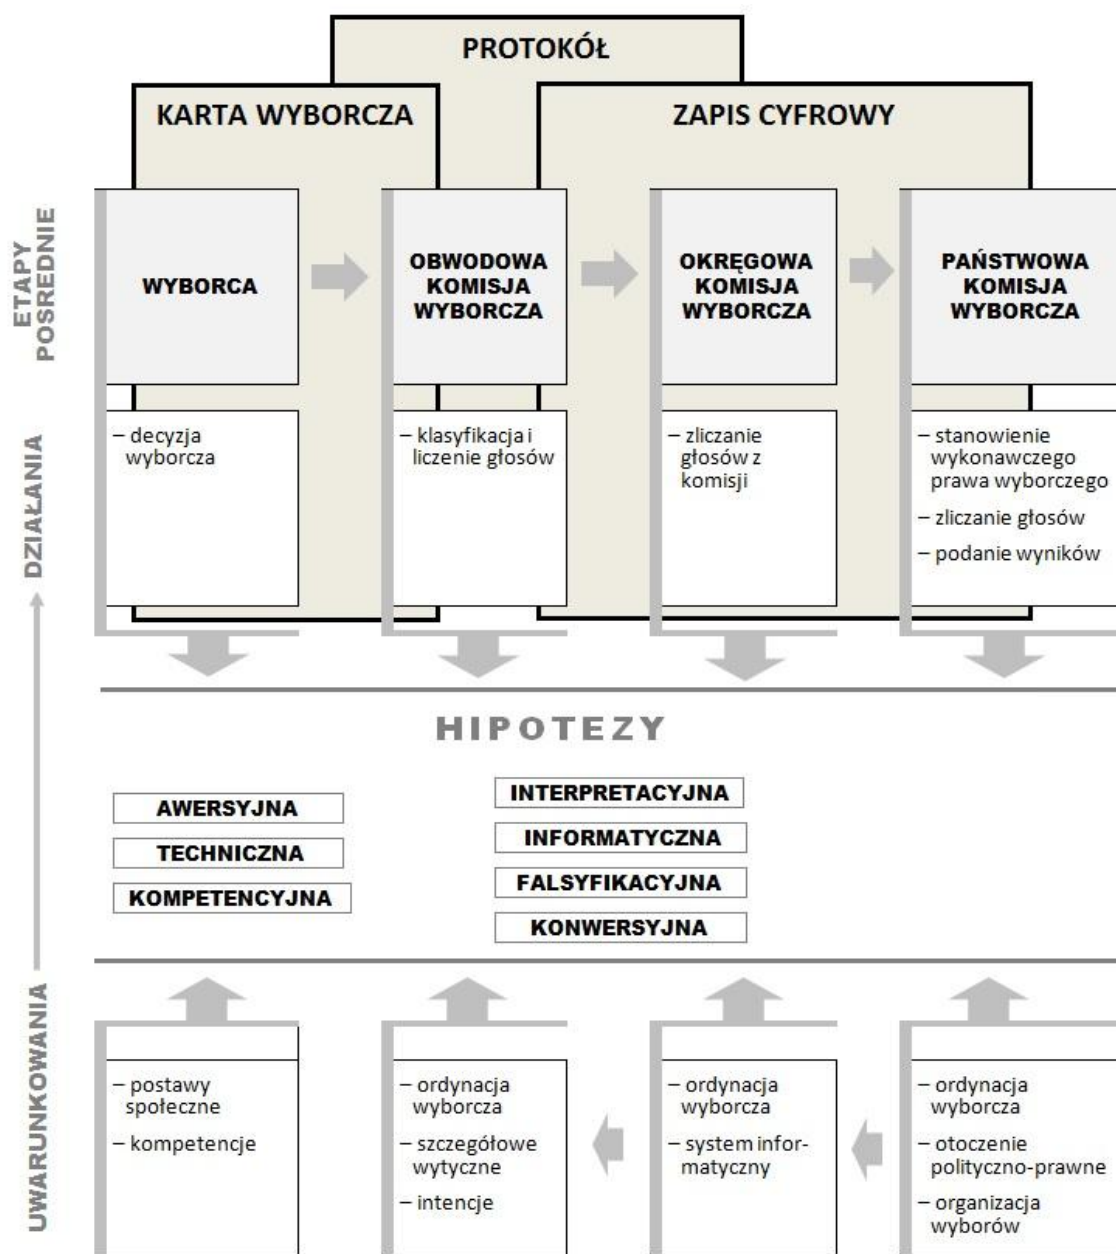 PROTOKÓŁ
KARTA WYBORCZA
ZAPIS CYFROWY
ETAPY
POSREDNIE
WYBORCA
OBWODOWA
KOMISJA
WYBORCZA
OKRĘGOWA
KOMISJA
WYBORCZA
PAŃSTWOWA
KOMISJA
WYBORCZA
DZIAŁANIA
– decyzja
wyborcza
– klasyfikacja i
liczenie głosów
– zliczanie
głosów z
komisji
– stanowienie
wykonawczego
prawa wyborczego
– zliczanie głosów
– podanie wyników
HIPOTEZY
AWERSYJNA
TECHNICZNA
KOMPETENCYJNA
INTERPRETACYJNA
INFORMATYCZNA
FALSYFIKACYJNA
KONWERSYJNA
UWARUNKOWANIA
– postawy
społeczne
– kompetencje
– ordynacja
wyborcza
– szczegółowe
wytyczne
– intencje
– ordynacja
wyborcza
– system infor-
matyczny
– ordynacja
wyborcza
– otoczenie
polityczno-prawne
– organizacja
wyborów